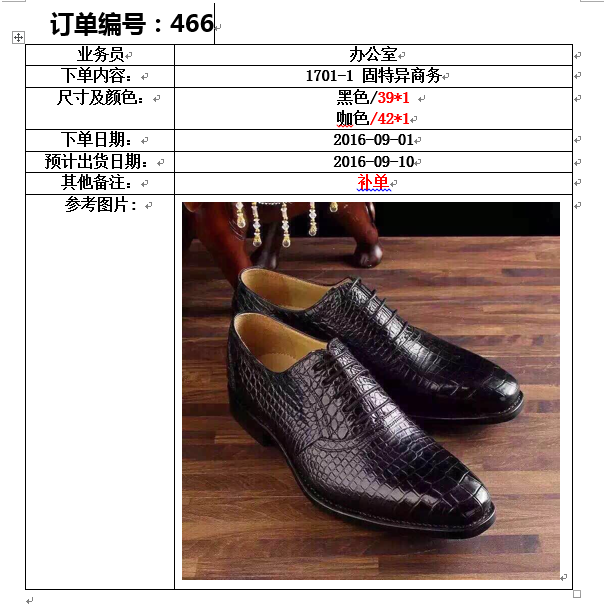 订单编号：466
业务员 办公室
下单内容： 1701-1 固特异商务
尺寸及颜色： 黑色/39*1
咖色/42*1
下单日期： 2016-09-01
预计出货日期： 2016-09-10
其他备注： 补单
参考图片：